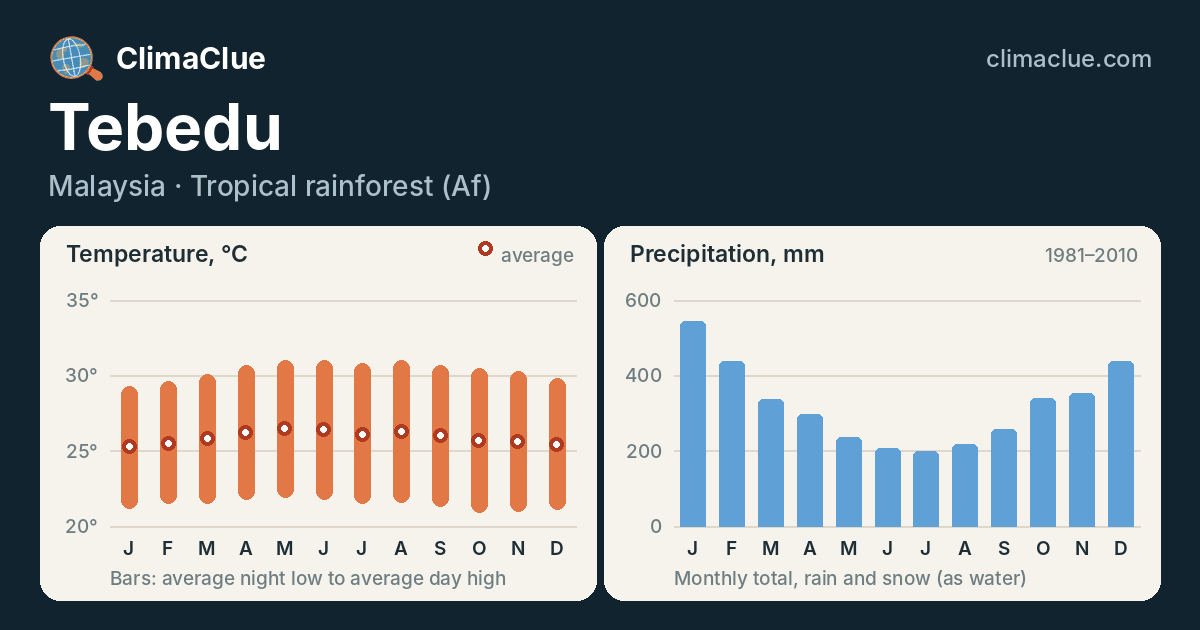 ClimaClue
climaclue.com
Tebedu
Malaysia · Tropical rainforest (Af)
Temperature, °C
average
35°
30°
25°
20°
J F M A M J J A S O N D
Bars: average night low to average day high
Precipitation, mm
1981–2010
600
400
200
0
J F M A M J J A S O N D
Monthly total, rain and snow (as water)